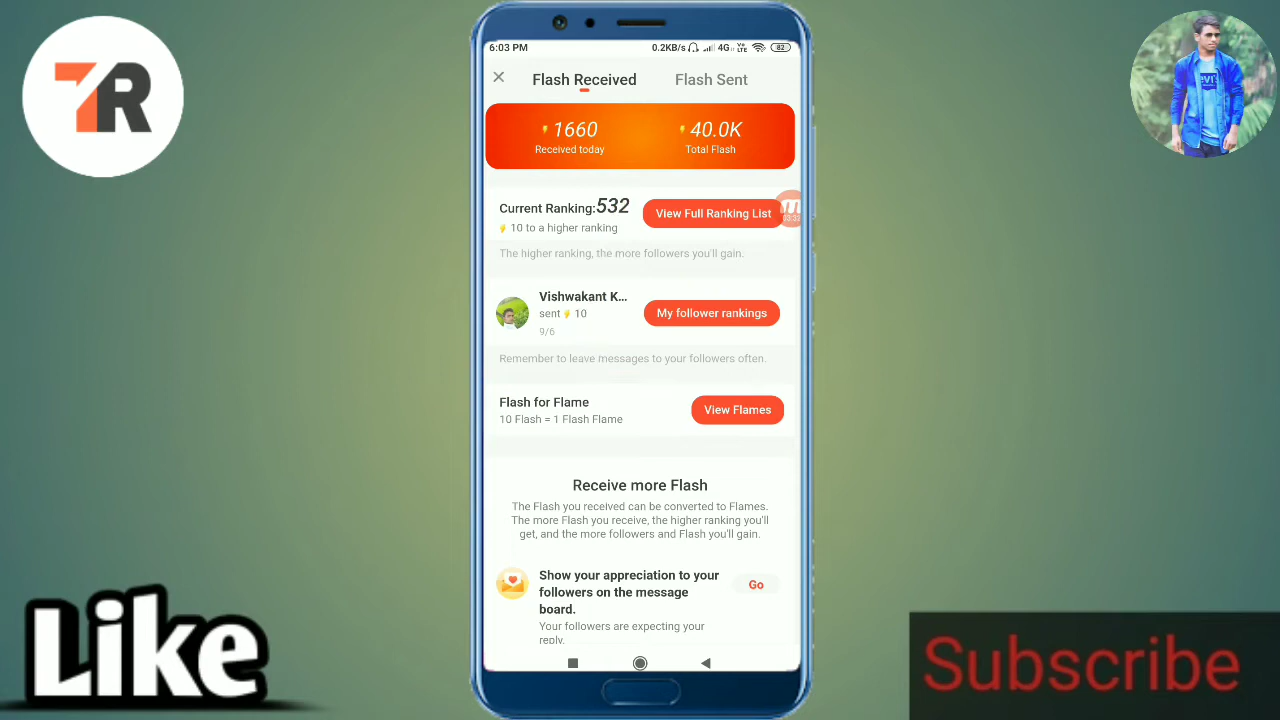 7R
6:03 PM
0.2KB/s 4G 82
Flash Received
Flash Sent
1660
Received today
40.0K
Total Flash
Current Ranking:532
10 to a higher ranking
View Full Ranking List
The higher ranking, the more followers you'll gain.
Vishwakant K...
sent 10
9/6
My follower rankings
Remember to leave messages to your followers often.
Flash for Flame
10 Flash = 1 Flash Flame
View Flames
Receive more Flash
The Flash you received can be converted to Flames.
The more Flash you receive, the higher ranking you'll
get, and the more followers and Flash you'll gain.
Show your appreciation to your
followers on the message
board.
Go
Your followers are expecting your
reply.
Like
Subscribe